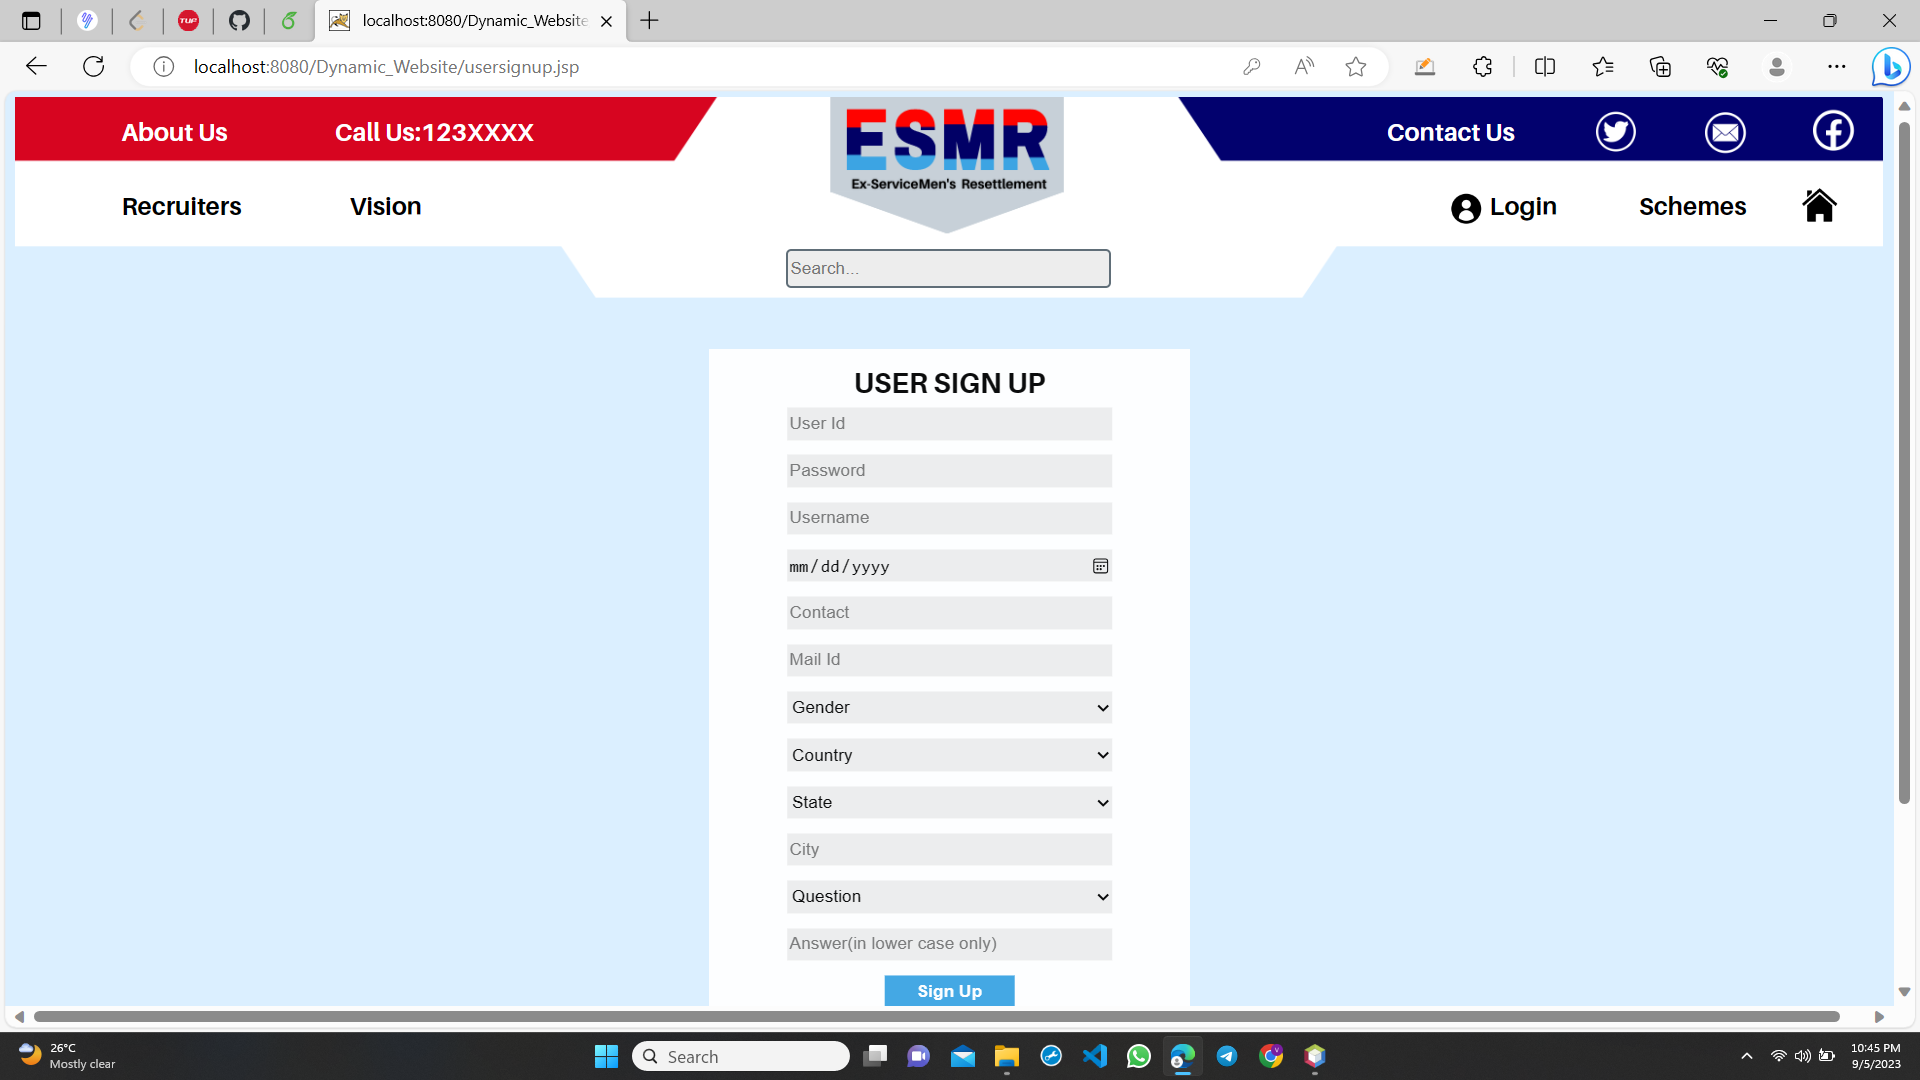 localhost:8080/Dynamic_Website
localhost:8080/Dynamic_Website/usersignup.jsp
About Us
Call Us:123XXXX
ESMR
Ex-ServiceMen's Resettlement
Contact Us
Recruiters
Vision
Login
Schemes
Search...
USER SIGN UP
User Id
Password
Username
mm/dd/yyyy
Contact
Mail Id
Gender
Country
State
City
Question
Answer(in lower case only)
Sign Up
26°C
Mostly clear
Search
10:45 PM
9/5/2023